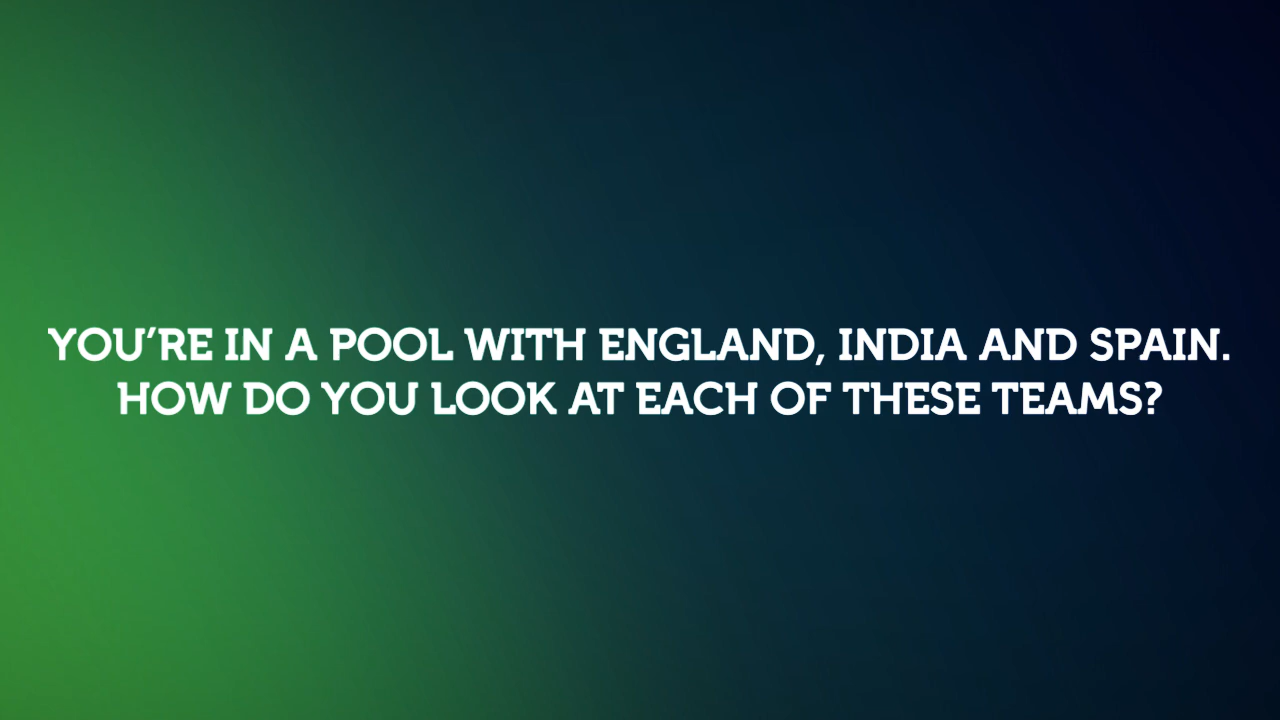 YOU’RE IN A POOL WITH ENGLAND, INDIA AND SPAIN.
HOW DO YOU LOOK AT EACH OF THESE TEAMS?